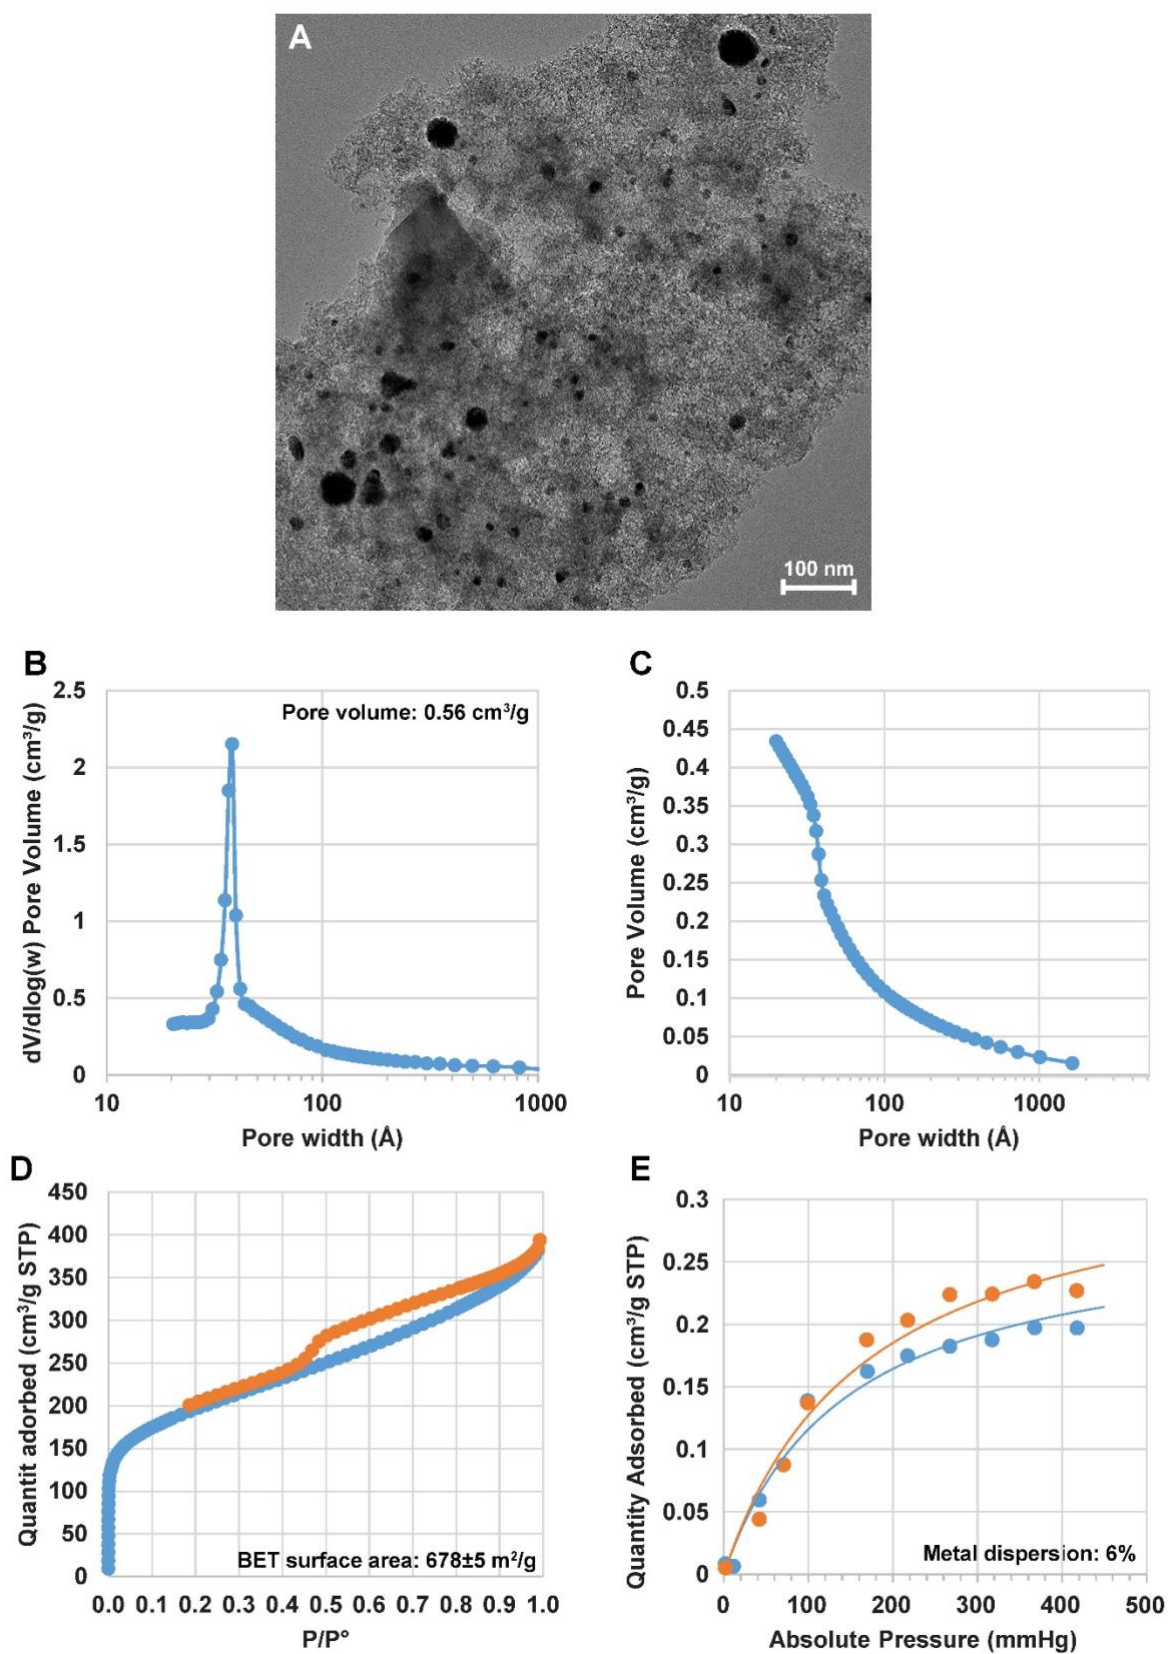 A
100 nm
B
2.5
2
1.5
1
0.5
0
dV/dlog(w) Pore Volume (cm³/g)
Pore volume: 0.56 cm³/g
10
100
1000
Pore width (Å)
C
0.5
0.45
0.4
0.35
0.3
0.25
0.2
0.15
0.1
0.05
0
Pore Volume (cm³/g)
10
100
1000
Pore width (Å)
D
450
400
350
300
250
200
150
100
50
0
Quantit adorbed (cm³/g STP)
BET surface area: 678±5 m²/g
0.0 0.1 0.2 0.3 0.4 0.5 0.6 0.7 0.8 0.9 1.0
P/P°
E
0.3
0.25
0.2
0.15
0.1
0.05
0
Quantity Adsorbed (cm³/g STP)
Metal dispersion: 6%
0 100 200 300 400 500
Absolute Pressure (mmHg)